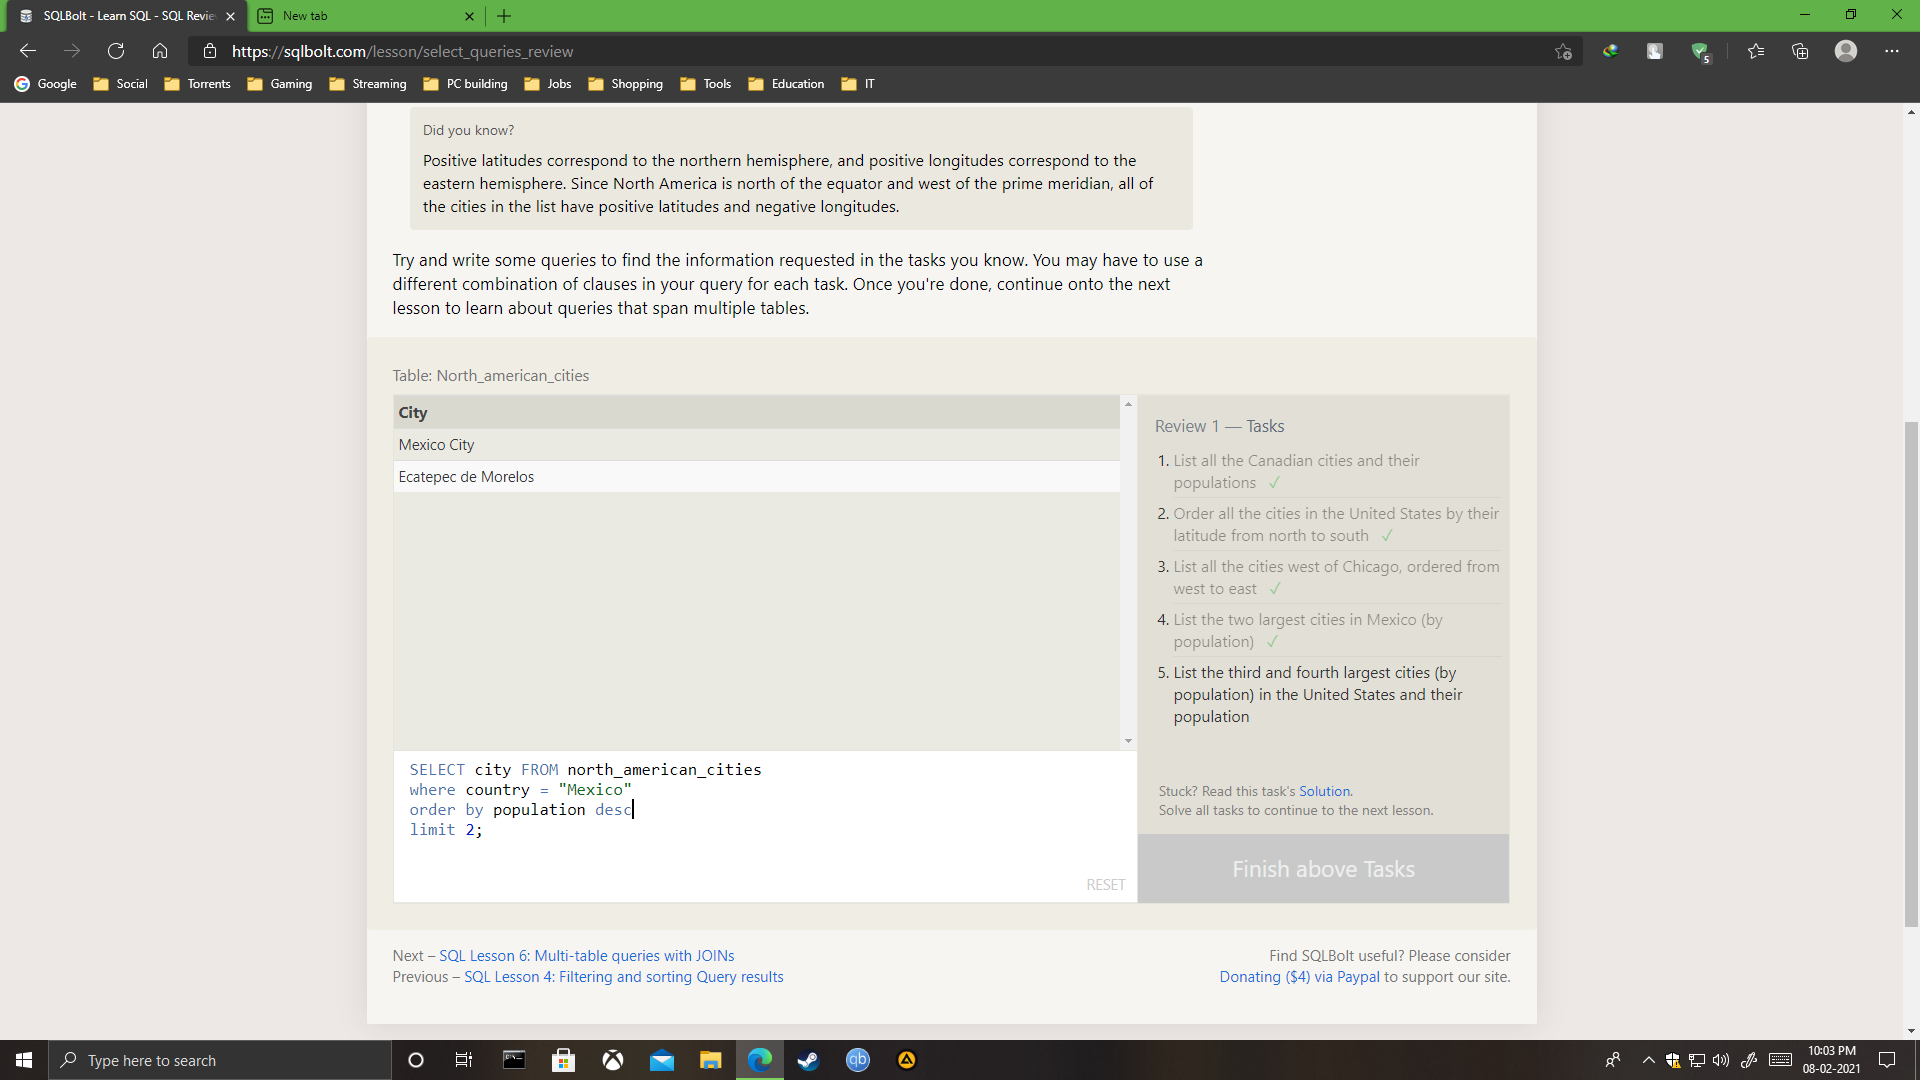 SQLBolt - Learn SQL - SQL Revie
New tab
https://sqlbolt.com/lesson/select_queries_review
5
Google Social Torrents Gaming Streaming PC building Jobs Shopping Tools Education IT
Did you know?
Positive latitudes correspond to the northern hemisphere, and positive longitudes correspond to the
eastern hemisphere. Since North America is north of the equator and west of the prime meridian, all of
the cities in the list have positive latitudes and negative longitudes.
Try and write some queries to find the information requested in the tasks you know. You may have to use a
different combination of clauses in your query for each task. Once you're done, continue onto the next
lesson to learn about queries that span multiple tables.
Table: North_american_cities
City
Mexico City
Ecatepec de Morelos
SELECT city FROM north_american_cities
where country = "Mexico"
order by population desc
limit 2;
RESET
Review 1 — Tasks
1. List all the Canadian cities and their
populations ✓
2. Order all the cities in the United States by their
latitude from north to south ✓
3. List all the cities west of Chicago, ordered from
west to east ✓
4. List the two largest cities in Mexico (by
population) ✓
5. List the third and fourth largest cities (by
population) in the United States and their
population
Stuck? Read this task's Solution.
Solve all tasks to continue to the next lesson.
Finish above Tasks
Next – SQL Lesson 6: Multi-table queries with JOINs
Previous – SQL Lesson 4: Filtering and sorting Query results
Find SQLBolt useful? Please consider
Donating ($4) via Paypal to support our site.
Type here to search
qb
10:03 PM
08-02-2021